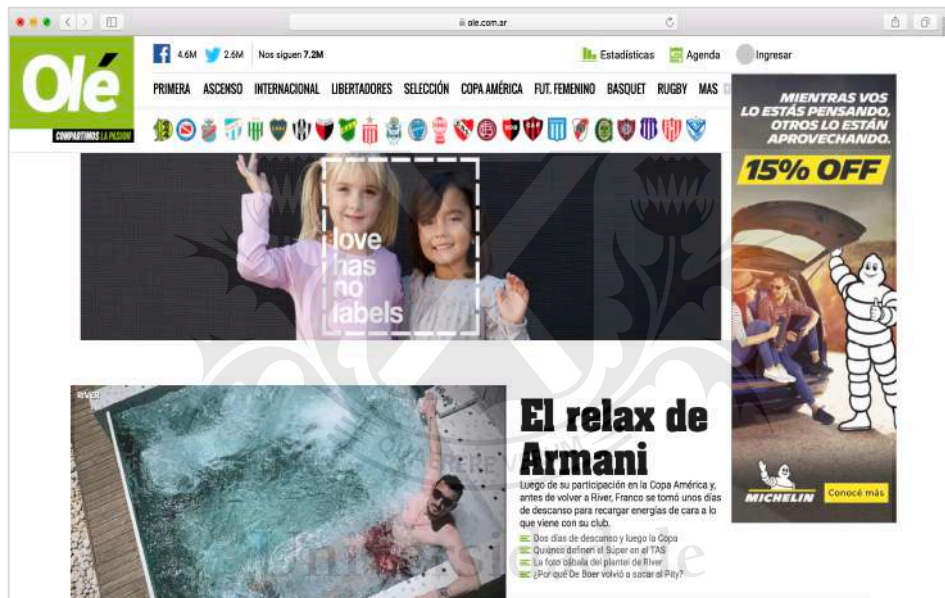 ole.com.ar
Olé
COMPARTIMOS LA PASION
4.6M
2.6M
Nos siguen 7.2M
Estadísticas
Agenda
Ingresar
PRIMERA ASCENSO INTERNACIONAL LIBERTADORES SELECCIÓN COPA AMÉRICA FUT. FEMENINO BASQUET RUGBY MAS
MIENTRAS VOS
LO ESTÁS PENSANDO,
OTROS LO ESTÁN
APROVECHANDO.
15% OFF
love
has
no
labels
MICHELIN
Conocé más
RIVER
El relax de
Armani
Luego de su participación en la Copa América y,
antes de volver a River, Franco se tomó unos días
de descanso para recargar energías de cara a lo
que viene con su club.
Dos días de descanso y luego la Copa
Quiénes definen el Súper en el TAS
La foto cábala del plantel de River
¿Por qué De Boer volvió a sacar al Pity?
QUAERERE